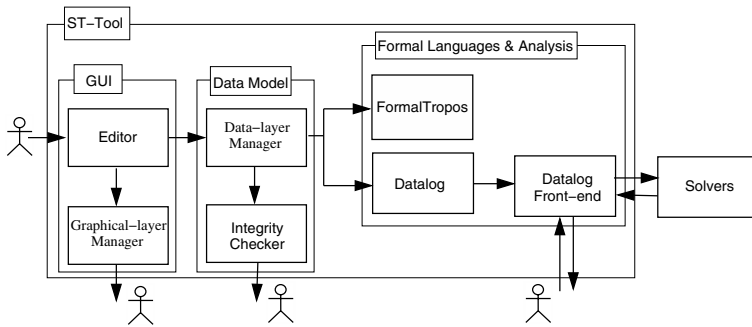 ST-Tool
Formal Languages & Analysis
GUI
Data Model
FormalTropos
Editor
Data-layer
Manager
Datalog
Datalog
Front-end
Solvers
Graphical-layer
Manager
Integrity
Checker